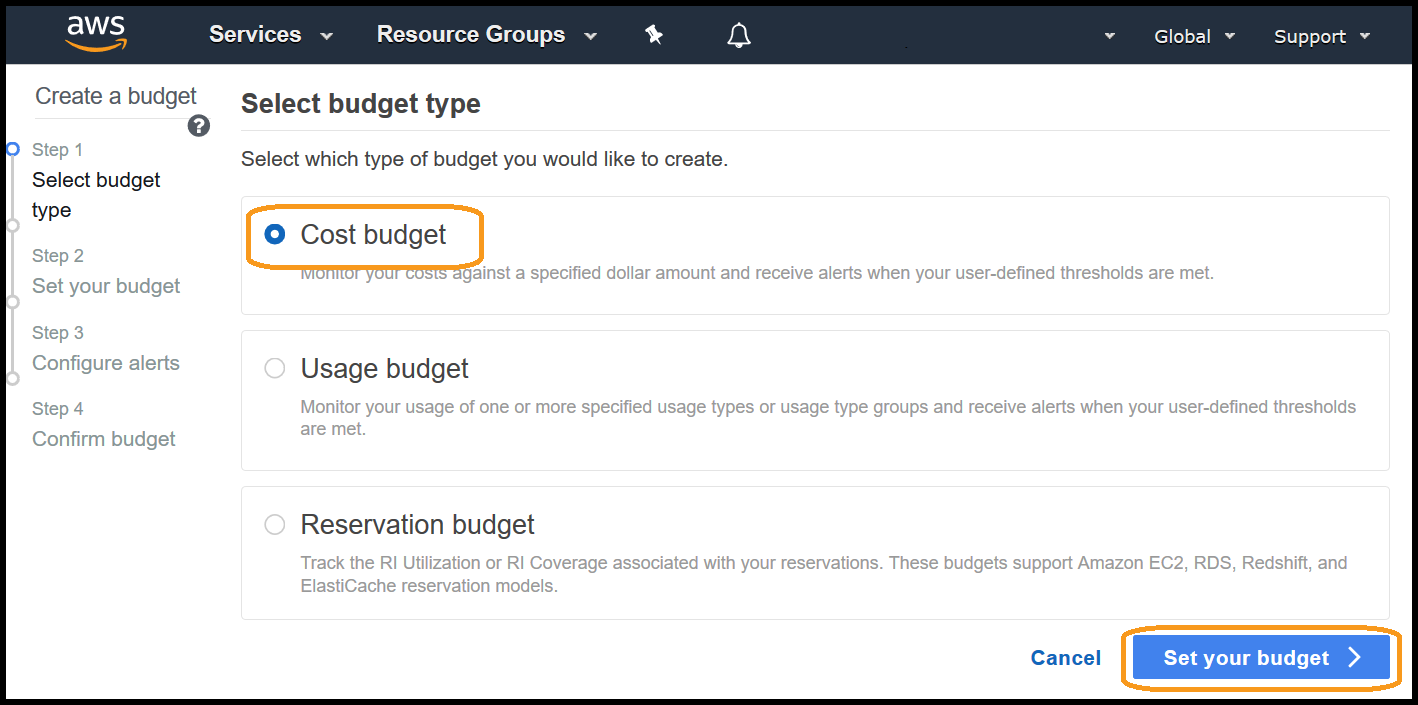 aws Services Resource Groups Global Support
Create a budget
?
Step 1
Select budget
type
Step 2
Set your budget
Step 3
Configure alerts
Step 4
Confirm budget
Select budget type
Select which type of budget you would like to create.
Cost budget
Monitor your costs against a specified dollar amount and receive alerts when your user-defined thresholds are met.
Usage budget
Monitor your usage of one or more specified usage types or usage type groups and receive alerts when your user-defined thresholds
are met.
Reservation budget
Track the RI Utilization or RI Coverage associated with your reservations. These budgets support Amazon EC2, RDS, Redshift, and
ElastiCache reservation models.
Cancel Set your budget